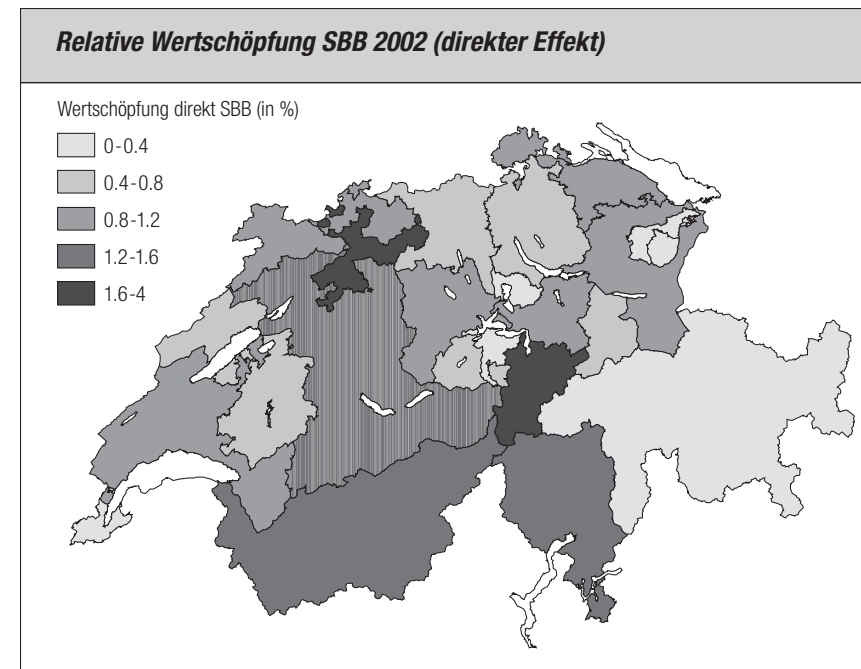 Relative Wertschöpfung SBB 2002 (direkter Effekt)
Wertschöpfung direkt SBB (in %)
0-0.4
0.4-0.8
0.8-1.2
1.2-1.6
1.6-4